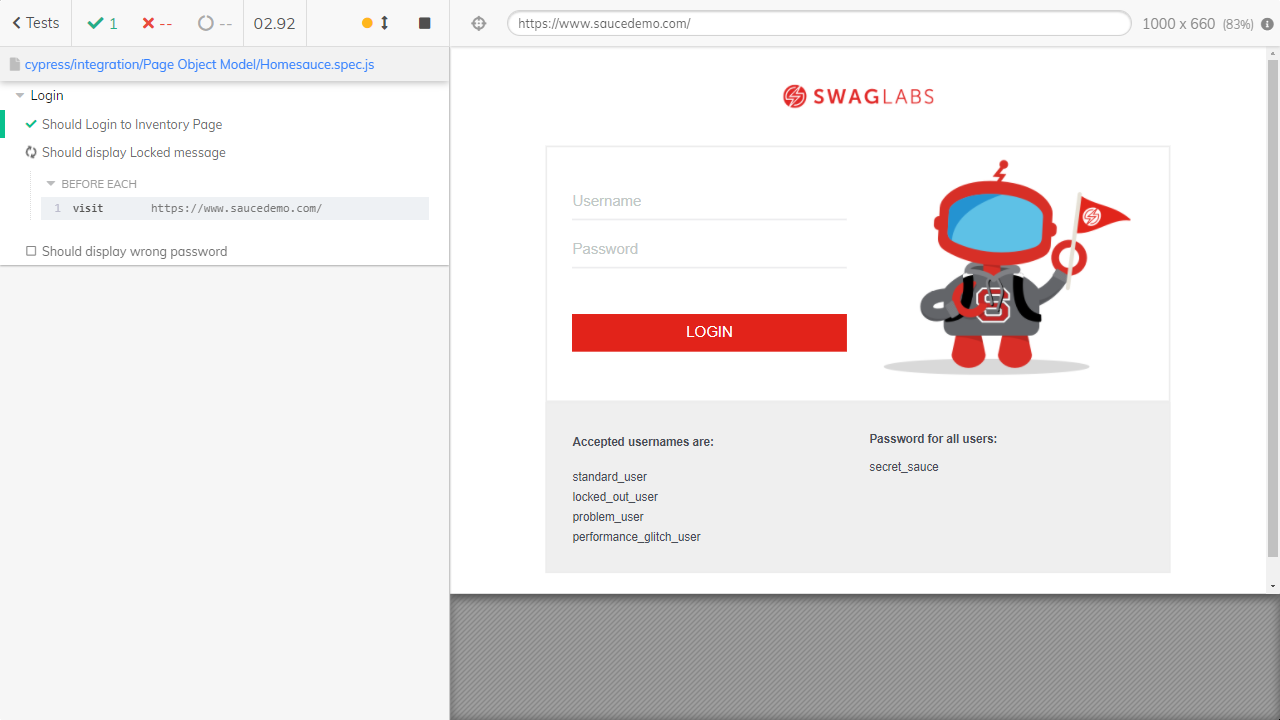 Tests 1 -- -- 02.92
https://www.saucedemo.com/ 1000 x 660 (83%)
cypress/integration/Page Object Model/Homesauce.spec.js
Login
Should Login to Inventory Page
Should display Locked message
BEFORE EACH
1 visit https://www.saucedemo.com/
Should display wrong password
SWAGLABS
Username
Password
LOGIN
S
Accepted usernames are:
standard_user
locked_out_user
problem_user
performance_glitch_user
Password for all users:
secret_sauce